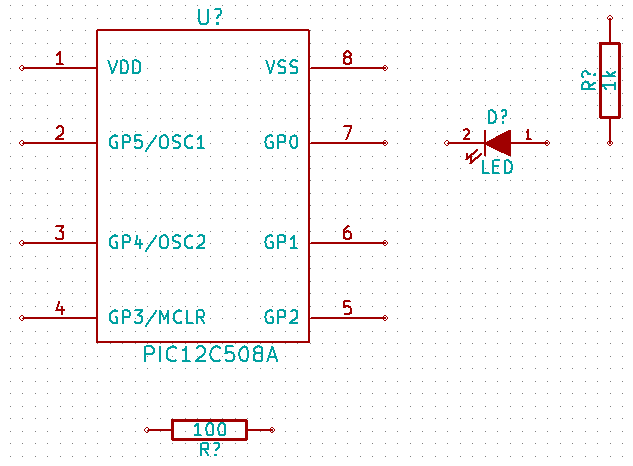 U?
1 VDD VSS 8
2 GP5/OSC1 GP0 7
3 GP4/OSC2 GP1 6
4 GP3/MCLR GP2 5
PIC12C508A
D?
2 1
LED
R?
1k
100
R?